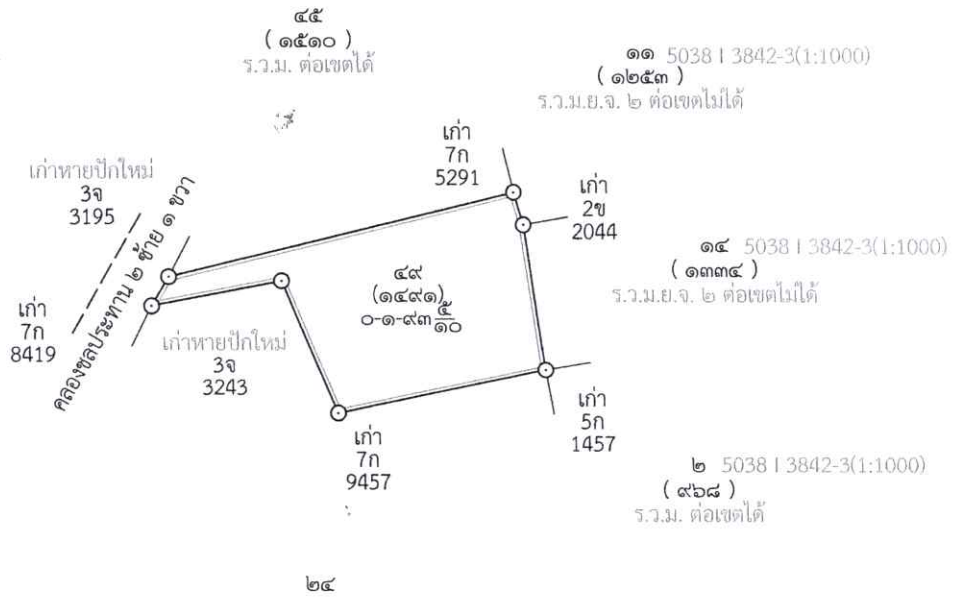 ๔๕
( ๑๕๑๐ )
ร.ว.ม. ต่อเขตได้
๑๑ 5038 I 3842-3(1:1000)
( ๑๒๕๓ )
ร.ว.ม.ย.จ. ๒ ต่อเขตไม่ได้
เก่า
7ก
5291
เก่าหายปักใหม่
3จ
3195
เก่า
2ข
2044
คลองชลประทาน ๒ ซ้าย ๑ ขวา
๑๔ 5038 I 3842-3(1:1000)
( ๑๓๓๔ )
ร.ว.ม.ย.จ. ๒ ต่อเขตไม่ได้
๔๙
(๑๔๙๑)
๐-๑-๙๓ ๕/๑๐
เก่า
7ก
8419
เก่าหายปักใหม่
3จ
3243
เก่า
5ก
1457
เก่า
7ก
9457
๒ 5038 I 3842-3(1:1000)
( ๙๖๘ )
ร.ว.ม. ต่อเขตได้
๒๔